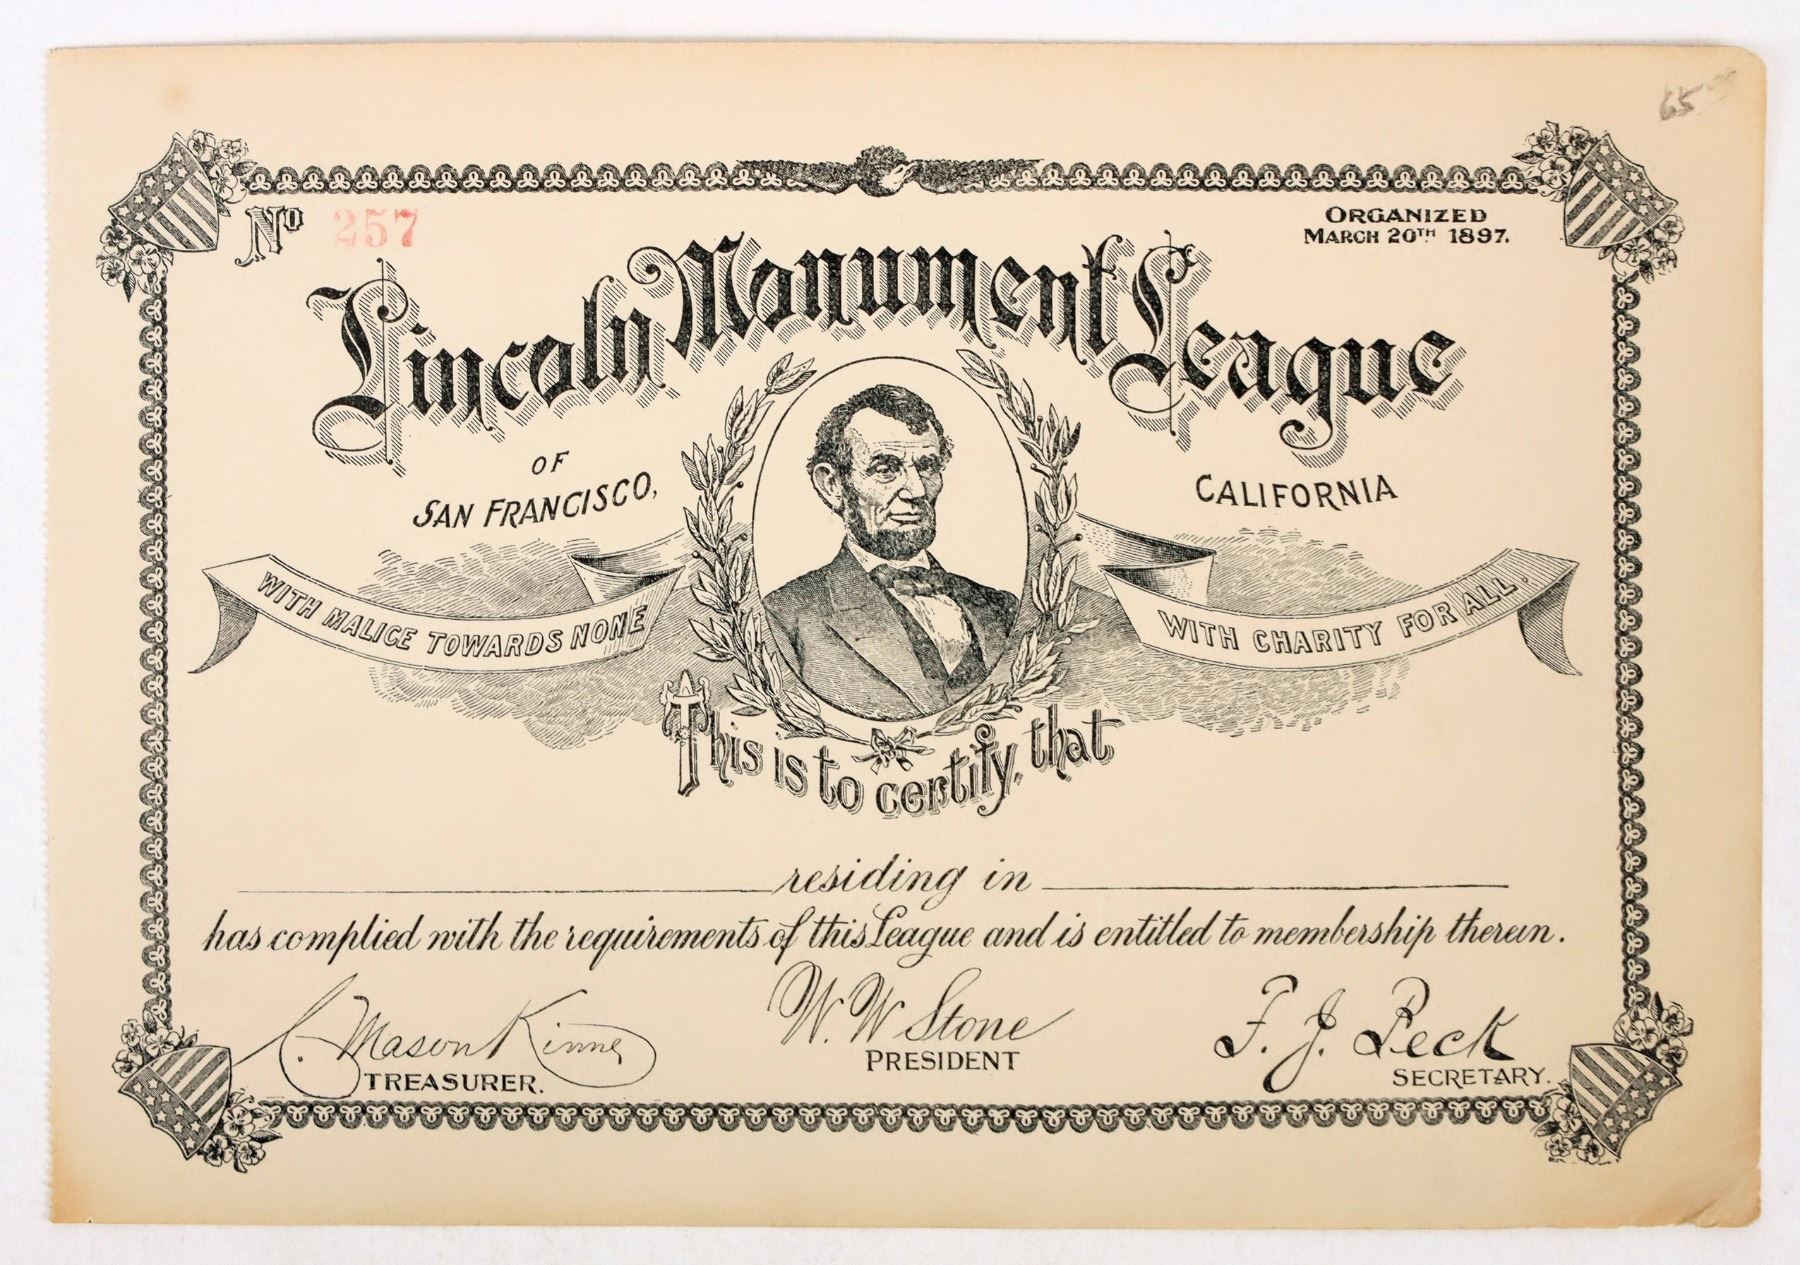 65.00
Nº 257
ORGANIZED
MARCH 20TH 1897.
Lincoln Monument League
OF
SAN FRANCISCO,
CALIFORNIA
WITH MALICE TOWARDS NONE
WITH CHARITY FOR ALL,
This is to certify, that
residing in
has complied with the requirements of this League and is entitled to membership therein.
C. Mason Kinne
TREASURER.
W. W. Stone
PRESIDENT
F. J. Peck
SECRETARY.